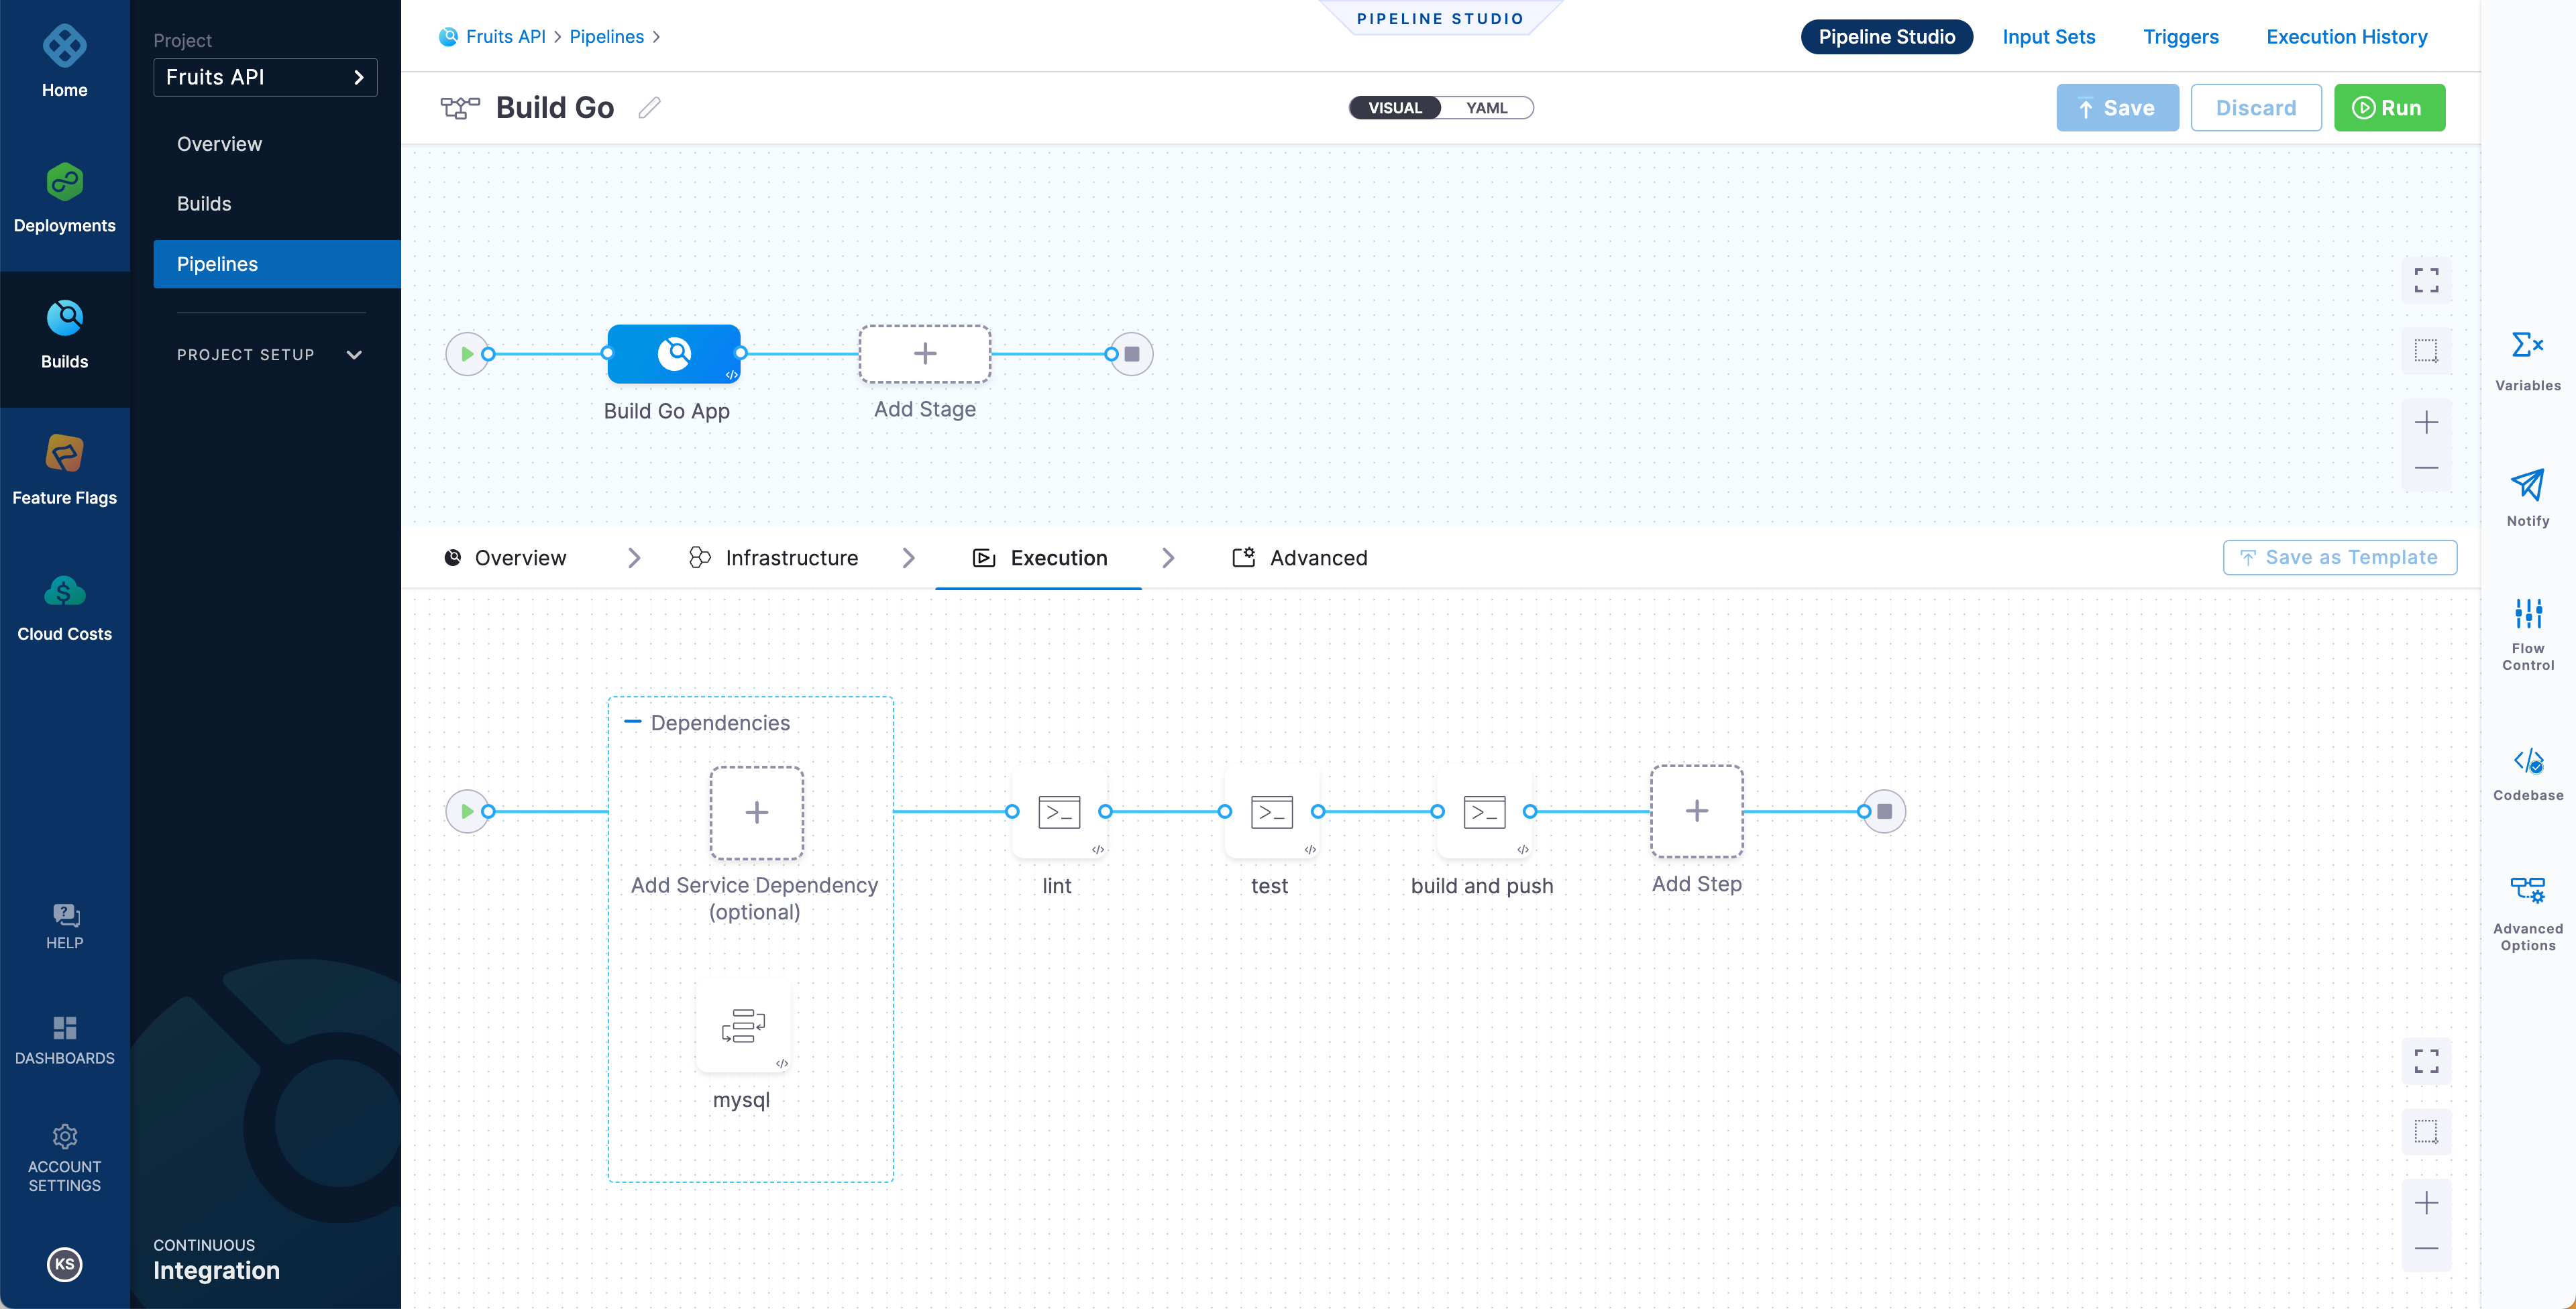 Home
Deployments
Builds
Feature Flags
Cloud Costs
HELP
DASHBOARDS
ACCOUNT
SETTINGS
KS
Project
Fruits API
Overview
Builds
Pipelines
PROJECT SETUP
CONTINUOUS
Integration
Fruits API > Pipelines >
PIPELINE STUDIO
Pipeline Studio
Input Sets
Triggers
Execution History
Build Go
VISUAL
YAML
Save
Discard
Run
Build Go App
Add Stage
Overview
Infrastructure
Execution
Advanced
Save as Template
Dependencies
Add Service Dependency
(optional)
mysql
lint
test
build and push
Add Step
Variables
Notify
Flow
Control
Codebase
Advanced
Options